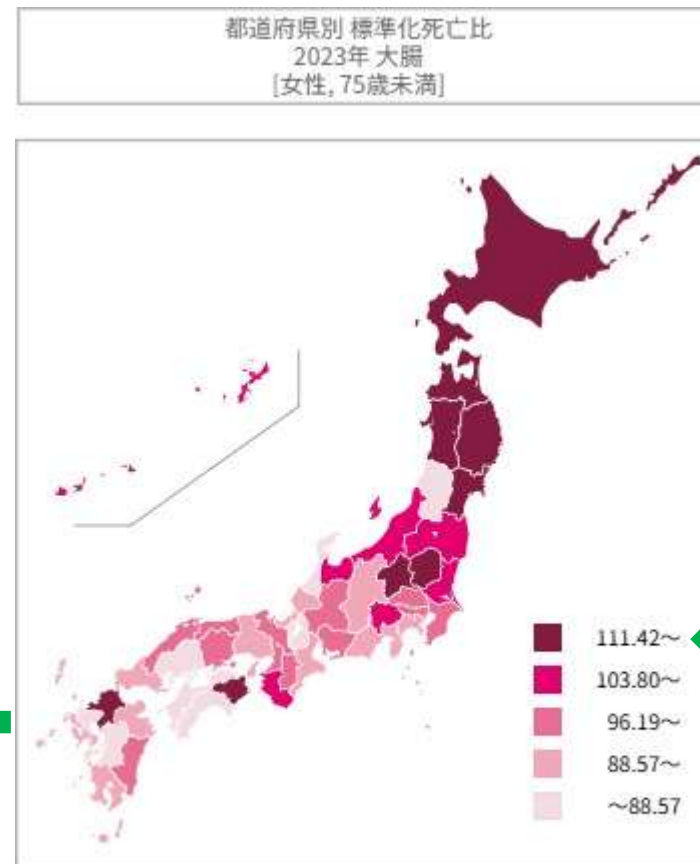 都道府県別 標準化死亡比
2023年 大腸
[女性, 75歳未満]
111.42～
103.80～
96.19～
88.57～
～88.57